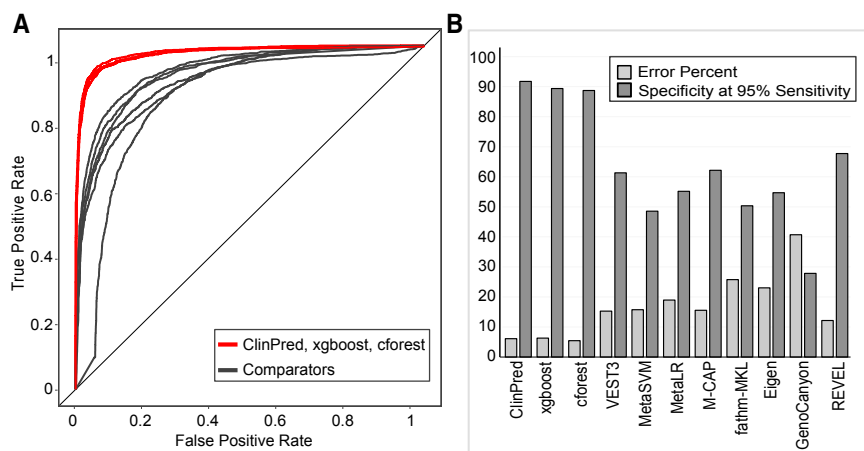 A
True Positive Rate
1
0.8
0.6
0.4
0.2
0
0 0.2 0.4 0.6 0.8 1
False Positive Rate
ClinPred, xgboost, cforest
Comparators
B
100
90
80
70
60
50
40
30
20
10
0
Error Percent
Specificity at 95% Sensitivity
ClinPred
xgboost
cforest
VEST3
MetaSVM
MetaLR
M-CAP
fathm-MKL
Eigen
GenoCanyon
REVEL